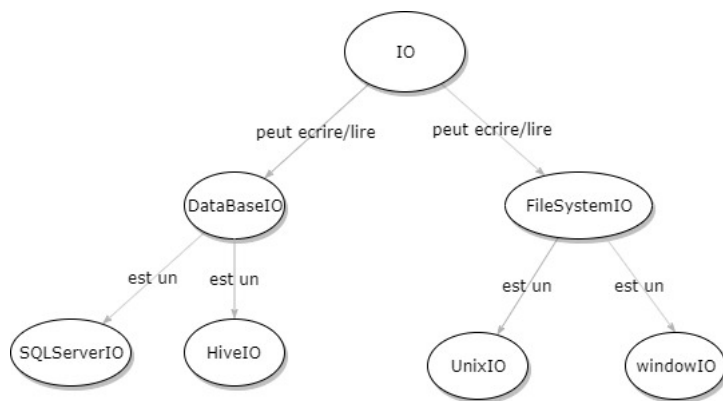 IO
peut ecrire/lire
peut ecrire/lire
DataBaseIO
FileSystemIO
est un
est un
est un
est un
SQLServerIO
HiveIO
UnixIO
windowIO